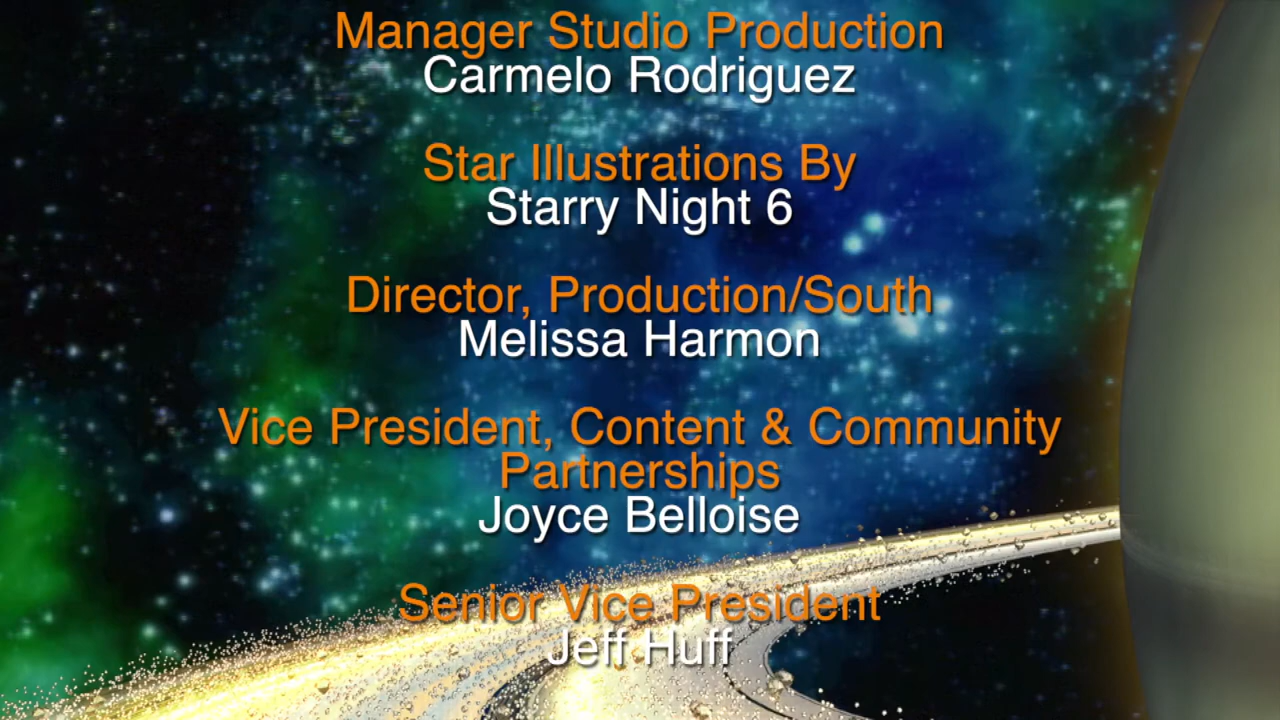 Manager Studio Production
Carmelo Rodriguez
Star Illustrations By
Starry Night 6
Director, Production/South
Melissa Harmon
Vice President, Content & Community
Partnerships
Joyce Belloise
Senior Vice President
Jeff Huff